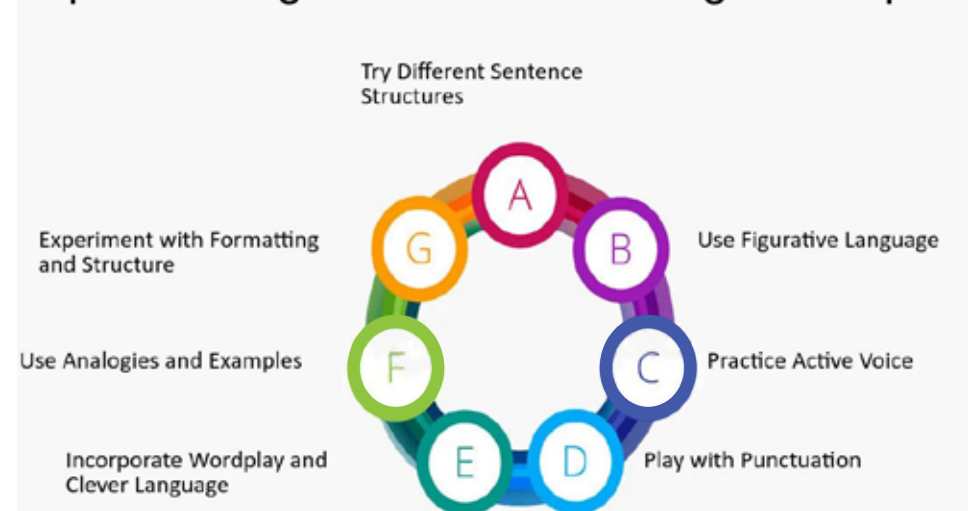 Try Different Sentence
Structures
A
G
B
Experiment with Formatting
and Structure
Use Figurative Language
F
C
Use Analogies and Examples
Practice Active Voice
E
D
Incorporate Wordplay and
Clever Language
Play with Punctuation